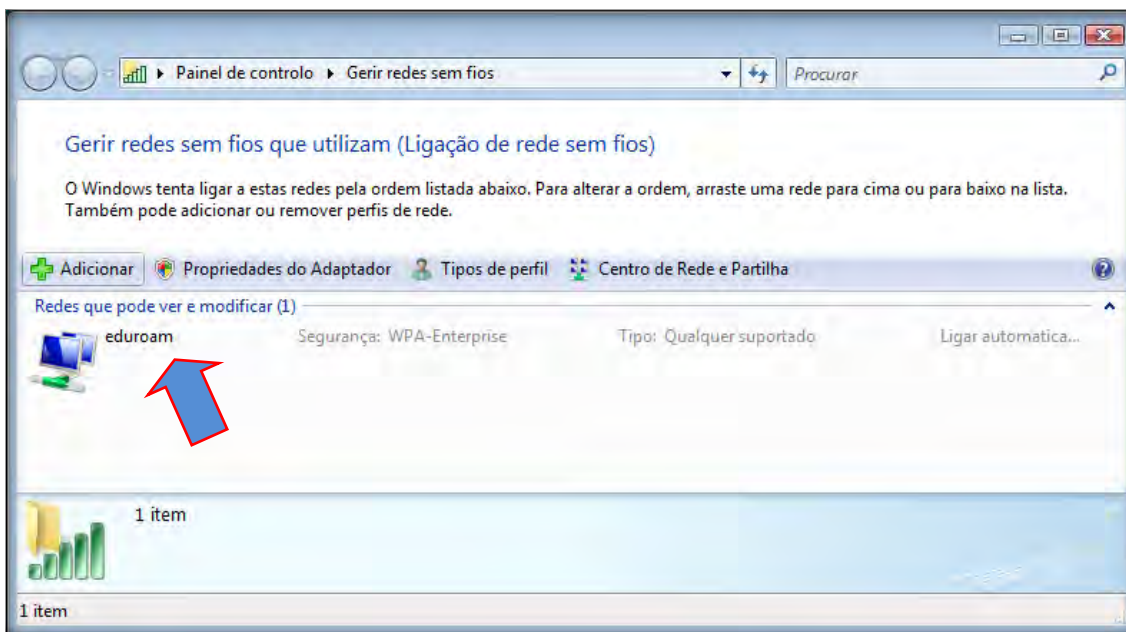 Painel de controlo Gerir redes sem fios Procurar
Gerir redes sem fios que utilizam (Ligação de rede sem fios)
O Windows tenta ligar a estas redes pela ordem listada abaixo. Para alterar a ordem, arraste uma rede para cima ou para baixo na lista.
Também pode adicionar ou remover perfis de rede.
Adicionar Propriedades do Adaptador Tipos de perfil Centro de Rede e Partilha
Redes que pode ver e modificar (1)
eduroam Segurança: WPA-Enterprise Tipo: Qualquer suportado Ligar automatica...
1 item
1 item